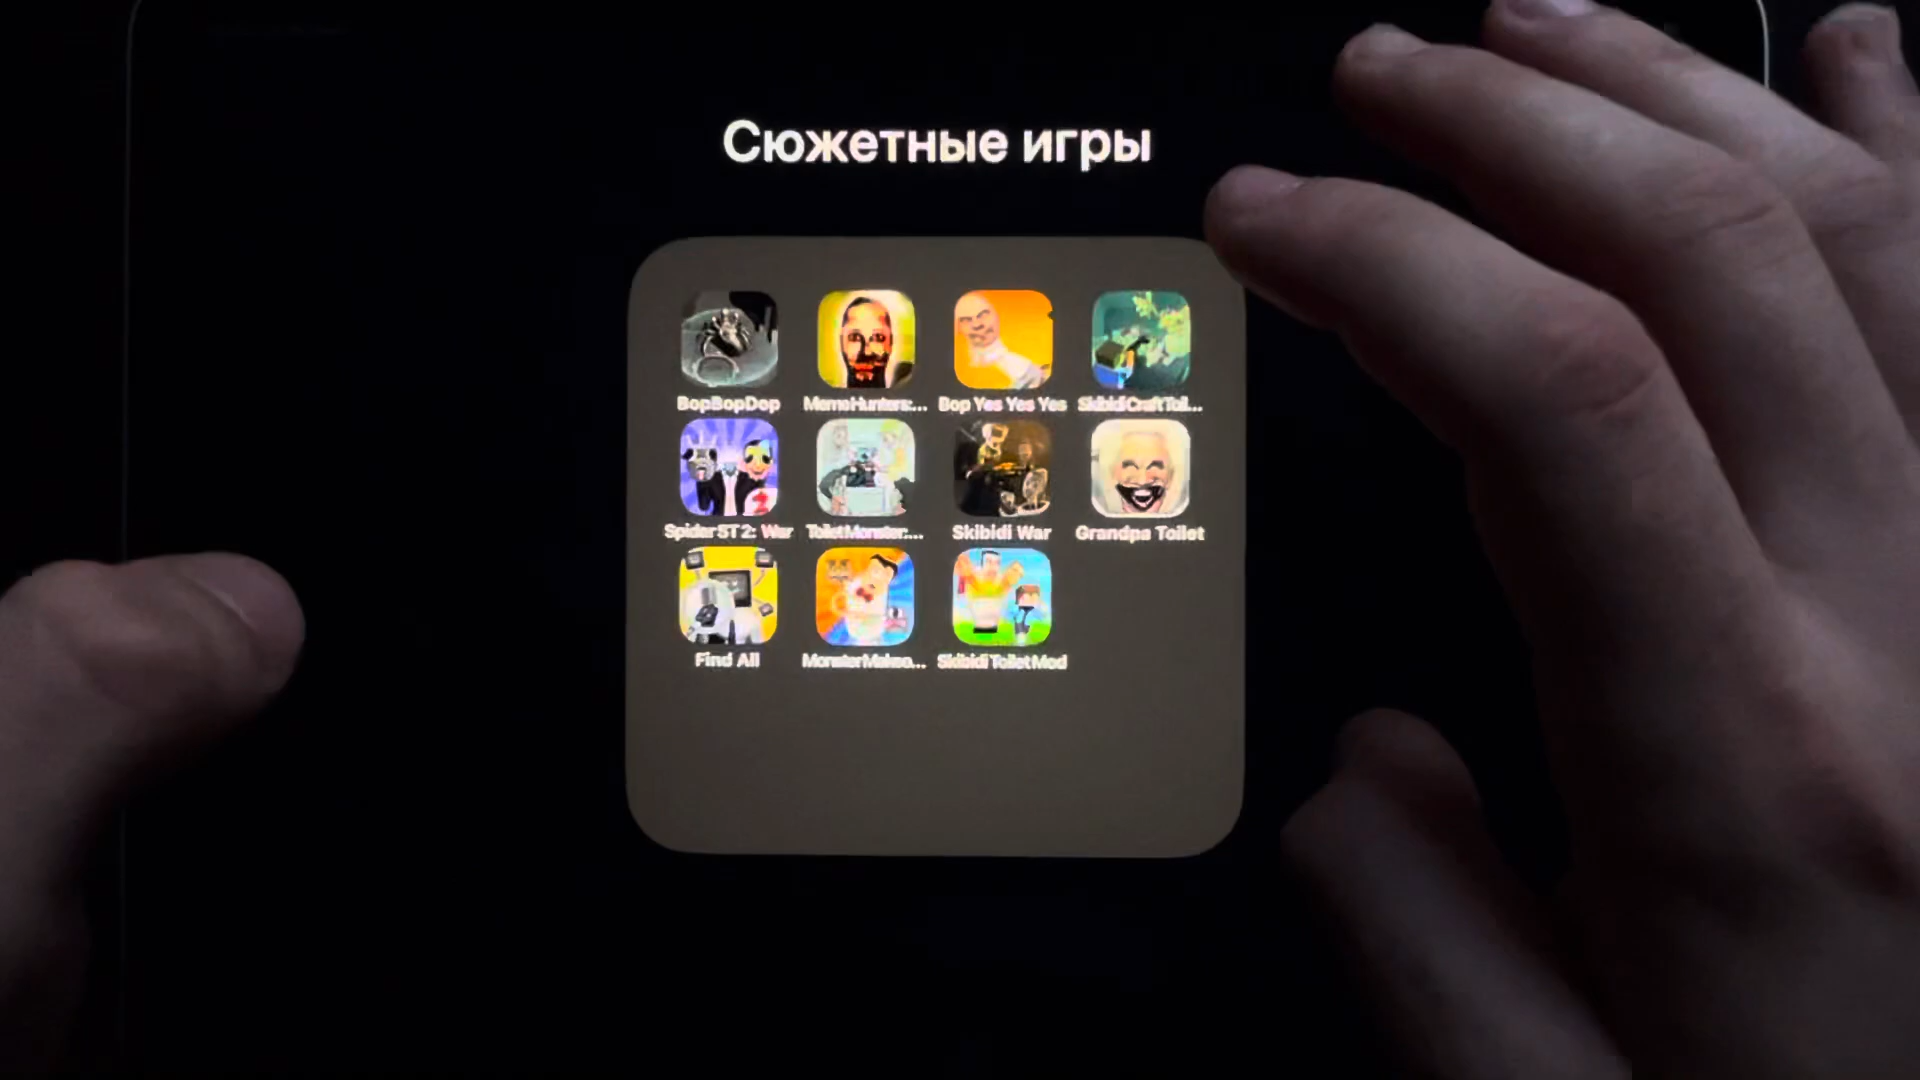 Сюжетные игры
BopBopDop
MemeHunters:...
Bop Yes Yes Yes
SkibidiCraftToil...
Spider ST 2: War
ToiletMonster:...
Skibidi War
Grandpa Toilet
Find All
MonsterMakeo...
Skibidi Toilet Mod